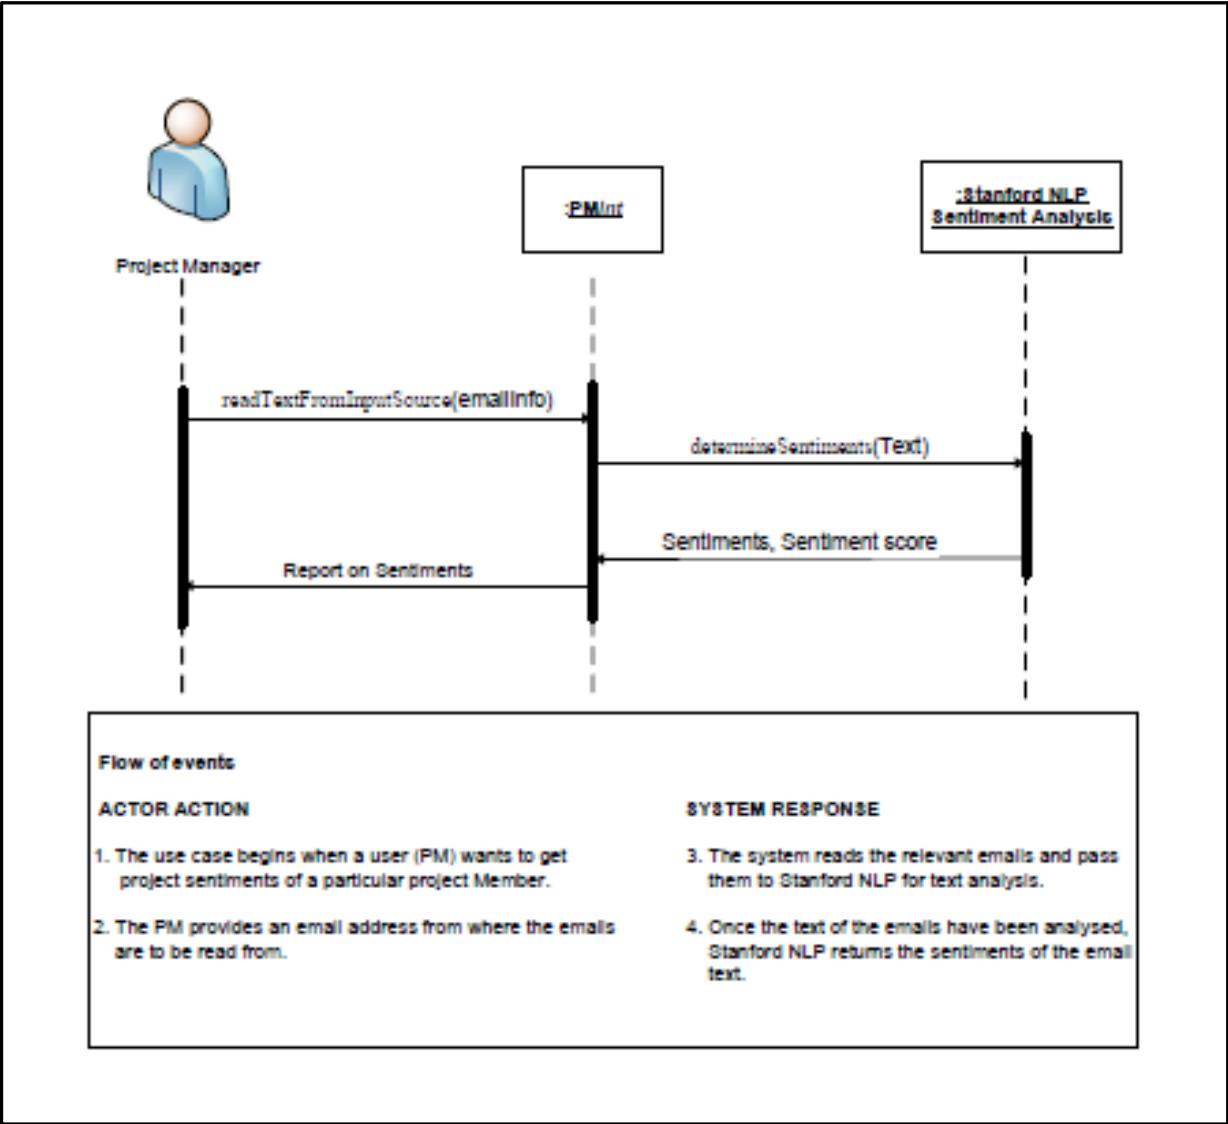 :Stanford NLP
Sentiment Analysis
:PMInt
Project Manager
readTextFromInputSource(emailInfo)
determineSentiments(Text)
Sentiments, Sentiment score
Report on Sentiments
Flow of events
ACTOR ACTION
1. The use case begins when a user (PM) wants to get
project sentiments of a particular project Member.
2. The PM provides an email address from where the emails
are to be read from.
SYSTEM RESPONSE
3. The system reads the relevant emails and pass
them to Stanford NLP for text analysis.
4. Once the text of the emails have been analysed,
Stanford NLP returns the sentiments of the email
text.